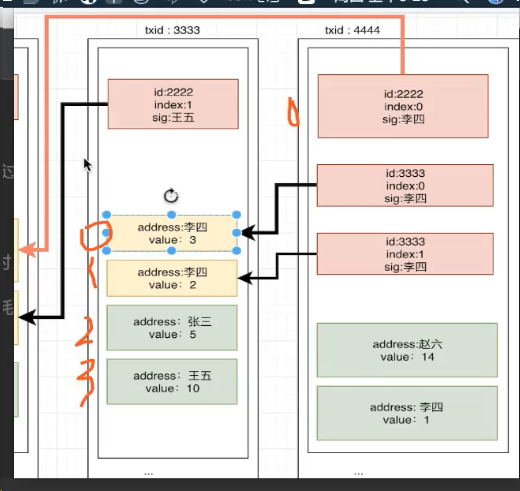 txid : 3333
txid : 4444
id:2222
index:1
sig:王五
address:李四
value: 3
address:李四
value: 2
address: 张三
value: 5
address: 王五
value: 10
...
id:2222
index:0
sig:李四
id:3333
index:0
sig:李四
id:3333
index:1
sig:李四
address:赵六
value: 14
address: 李四
value: 1
...
0
0
1
2
3